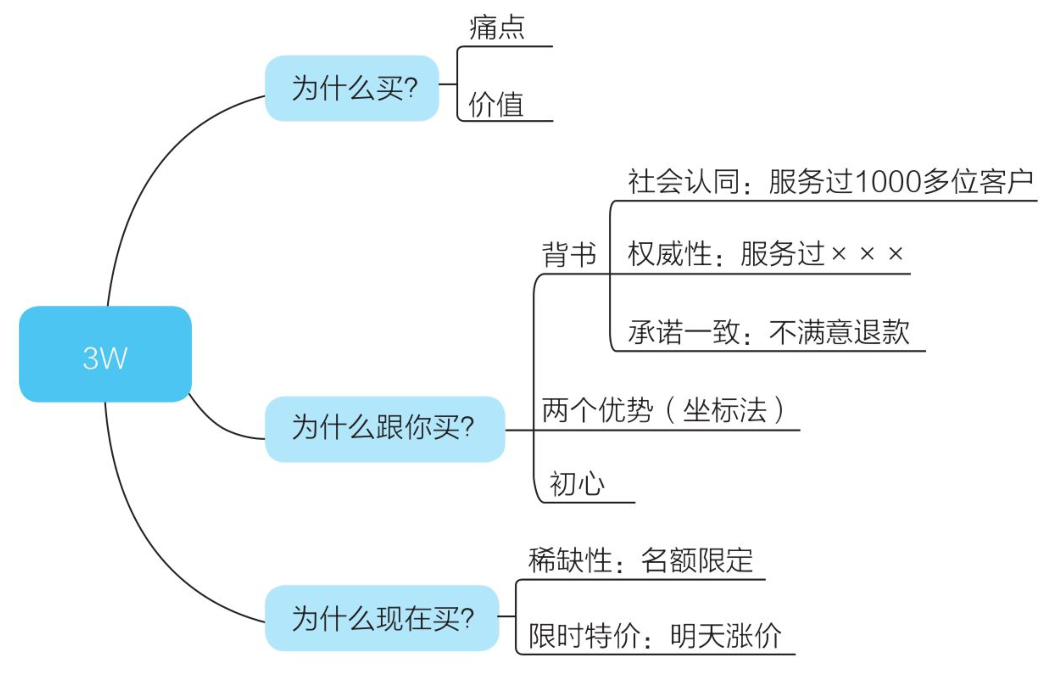 痛点
为什么买?
价值
社会认同：服务过1000多位客户
背书
权威性：服务过×××
承诺一致：不满意退款
3W
两个优势（坐标法）
为什么跟你买?
初心
稀缺性：名额限定
为什么现在买?
限时特价：明天涨价